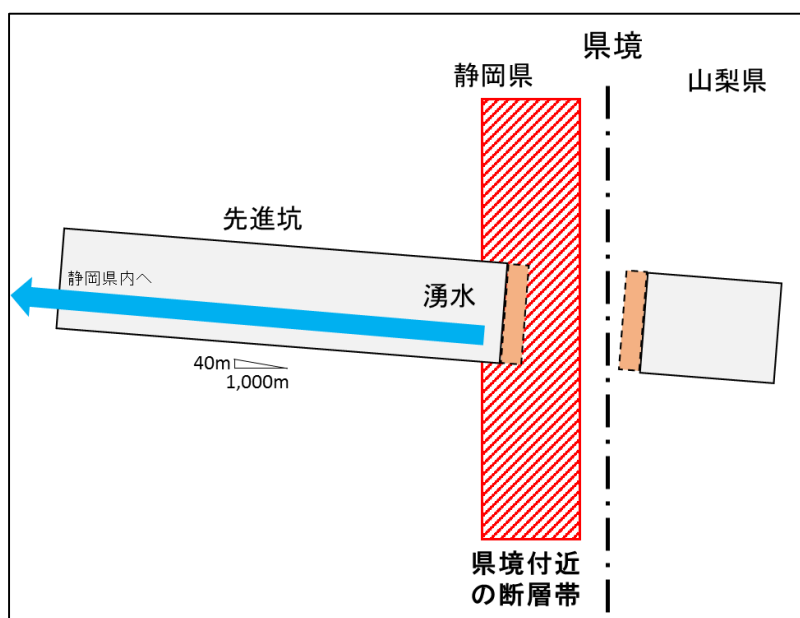 県境
静岡県
山梨県
先進坑
静岡県内へ
湧水
40m
1,000m
県境付近
の断層帯